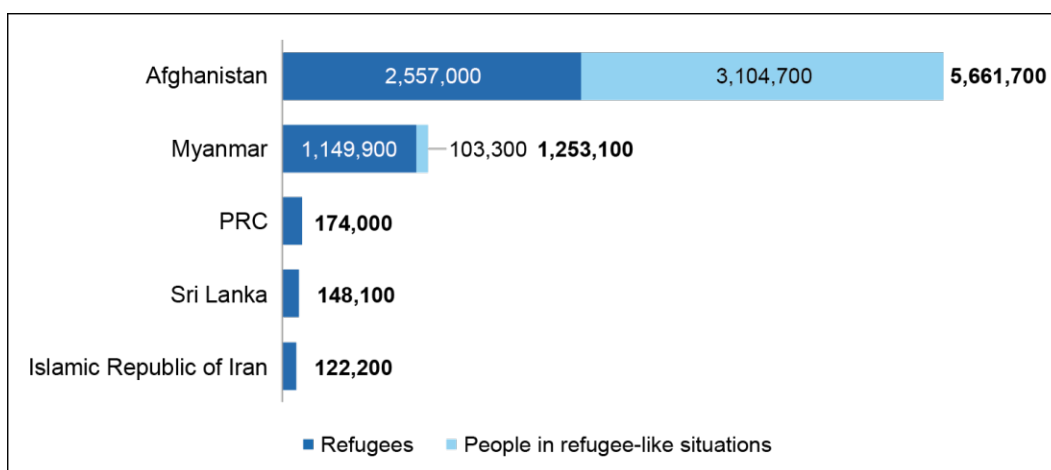 Afghanistan 2,557,000 3,104,700 5,661,700
Myanmar 1,149,900 103,300 1,253,100
PRC 174,000
Sri Lanka 148,100
Islamic Republic of Iran 122,200
Refugees People in refugee-like situations